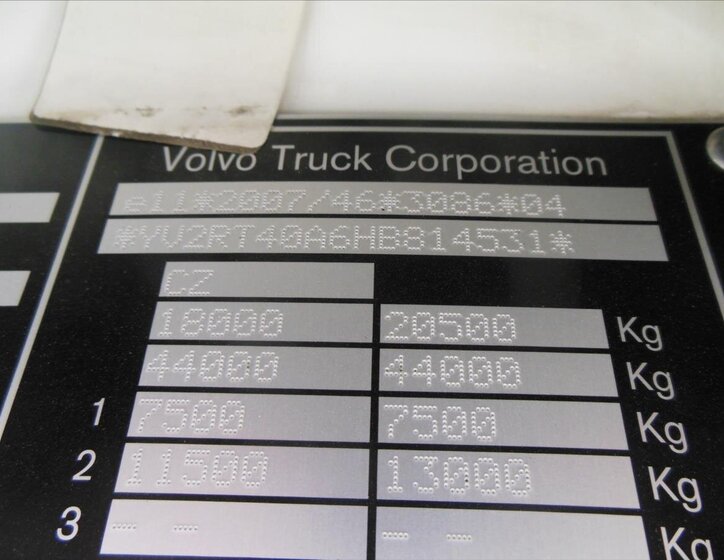 Volvo Truck Corporation
e11*2007/46*3086*04
*YV2RT40A6HB814531*
CZ
18000 20500 Kg
44000 44000 Kg
1 7500 7500 Kg
2 11500 13000 Kg
3 -- -- -- -- Kg